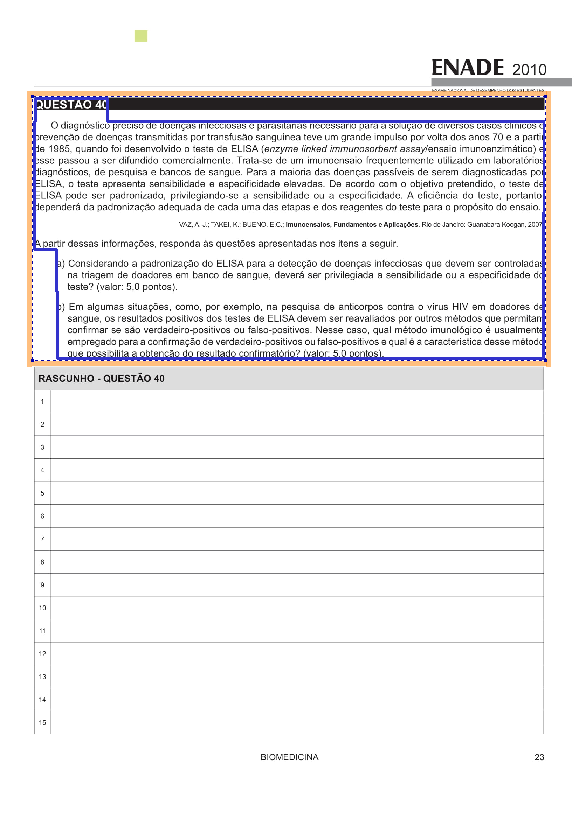 ENADE 2010
EXAME NACIONAL DE DESEMPENHO DOS ESTUDANTES
QUESTÃO 40
O diagnóstico preciso de doenças infecciosas e parasitárias necessário para a solução de diversos casos clínicos e
prevenção de doenças transmitidas por transfusão sanguínea teve um grande impulso por volta dos anos 70 e a partir
de 1985, quando foi desenvolvido o teste de ELISA (enzyme linked immunosorbent assay/ensaio imunoenzimático) e
esse passou a ser difundido comercialmente. Trata-se de um imunoensaio frequentemente utilizado em laboratórios
diagnósticos, de pesquisa e bancos de sangue. Para a maioria das doenças passíveis de serem diagnosticadas por
ELISA, o teste apresenta sensibilidade e especificidade elevadas. De acordo com o objetivo pretendido, o teste de
ELISA pode ser padronizado, privilegiando-se a sensibilidade ou a especificidade. A eficiência do teste, portanto,
dependerá da padronização adequada de cada uma das etapas e dos reagentes do teste para o propósito do ensaio.
VAZ, A. J.; TAKEI, K.; BUENO, E.C.; Imunoensaios, Fundamentos e Aplicações. Rio de Janeiro: Guanabara Koogan, 2007.
A partir dessas informações, responda às questões apresentadas nos itens a seguir.
a) Considerando a padronização do ELISA para a detecção de doenças infecciosas que devem ser controladas
na triagem de doadores em banco de sangue, deverá ser privilegiada a sensibilidade ou a especificidade do
teste? (valor: 5,0 pontos).
b) Em algumas situações, como, por exemplo, na pesquisa de anticorpos contra o vírus HIV em doadores de
sangue, os resultados positivos dos testes de ELISA devem ser reavaliados por outros métodos que permitam
confirmar se são verdadeiro-positivos ou falso-positivos. Nesse caso, qual método imunológico é usualmente
empregado para a confirmação de verdadeiro-positivos ou falso-positivos e qual é a característica desse método
que possibilita a obtenção do resultado confirmatório? (valor: 5,0 pontos).
RASCUNHO - QUESTÃO 40
1
2
3
4
5
6
7
8
9
10
11
12
13
14
15
BIOMEDICINA
23